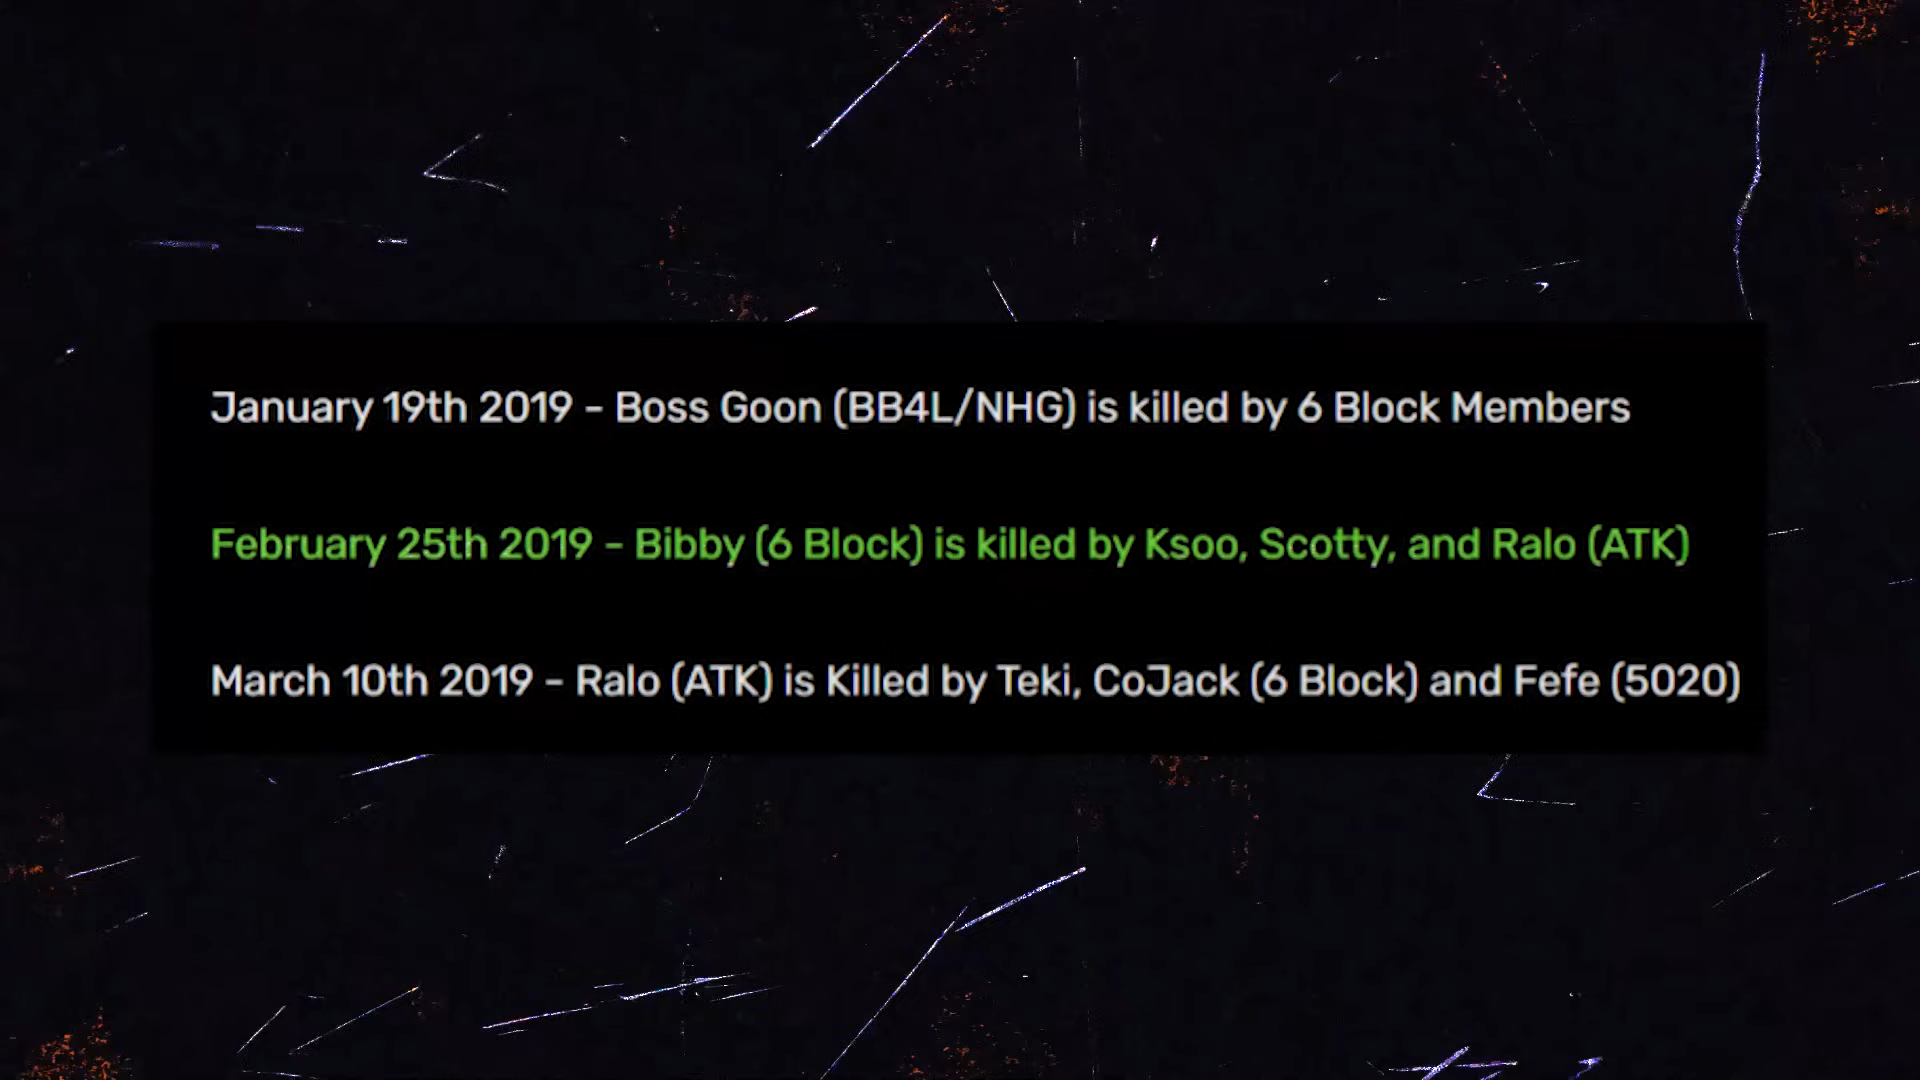 January 19th 2019 - Boss Goon (BB4L/NHG) is killed by 6 Block Members
February 25th 2019 - Bibby (6 Block) is killed by Ksoo, Scotty, and Ralo (ATK)
March 10th 2019 - Ralo (ATK) is Killed by Teki, CoJack (6 Block) and Fefe (5020)